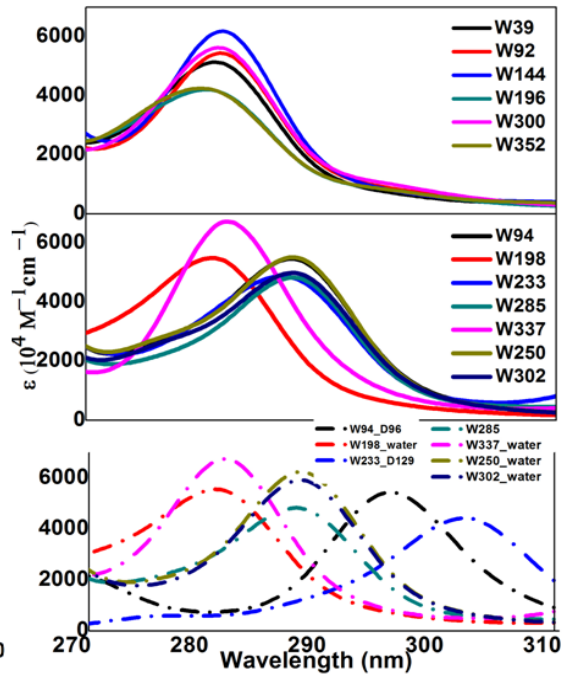 6000
4000
2000
0
W39
W92
W144
W196
W300
W352
ε (10⁴ M⁻¹cm⁻¹)
6000
4000
2000
0
W94
W198
W233
W285
W337
W250
W302
W94_D96 W285
W198_water W337_water
W233_D129 W250_water
W302_water
6000
4000
2000
0
270 280 290 300 310
Wavelength (nm)